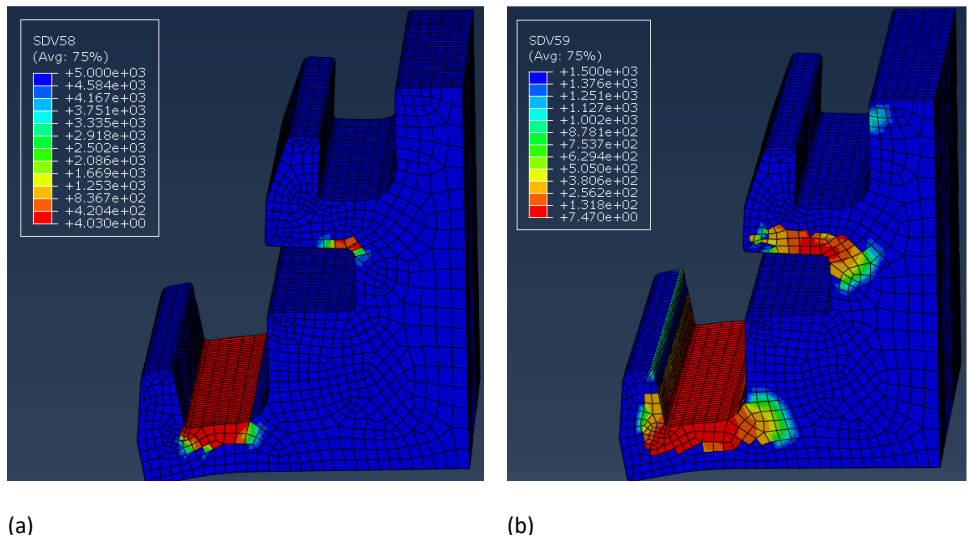 SDV58
(Avg: 75%)
+5.000e+03
+4.584e+03
+4.167e+03
+3.751e+03
+3.335e+03
+2.918e+03
+2.502e+03
+2.086e+03
+1.669e+03
+1.253e+03
+8.367e+02
+4.204e+02
+4.030e+00
SDV59
(Avg: 75%)
+1.500e+03
+1.376e+03
+1.251e+03
+1.127e+03
+1.002e+03
+8.781e+02
+7.537e+02
+6.294e+02
+5.050e+02
+3.806e+02
+2.562e+02
+1.318e+02
+7.470e+00
(a)
(b)